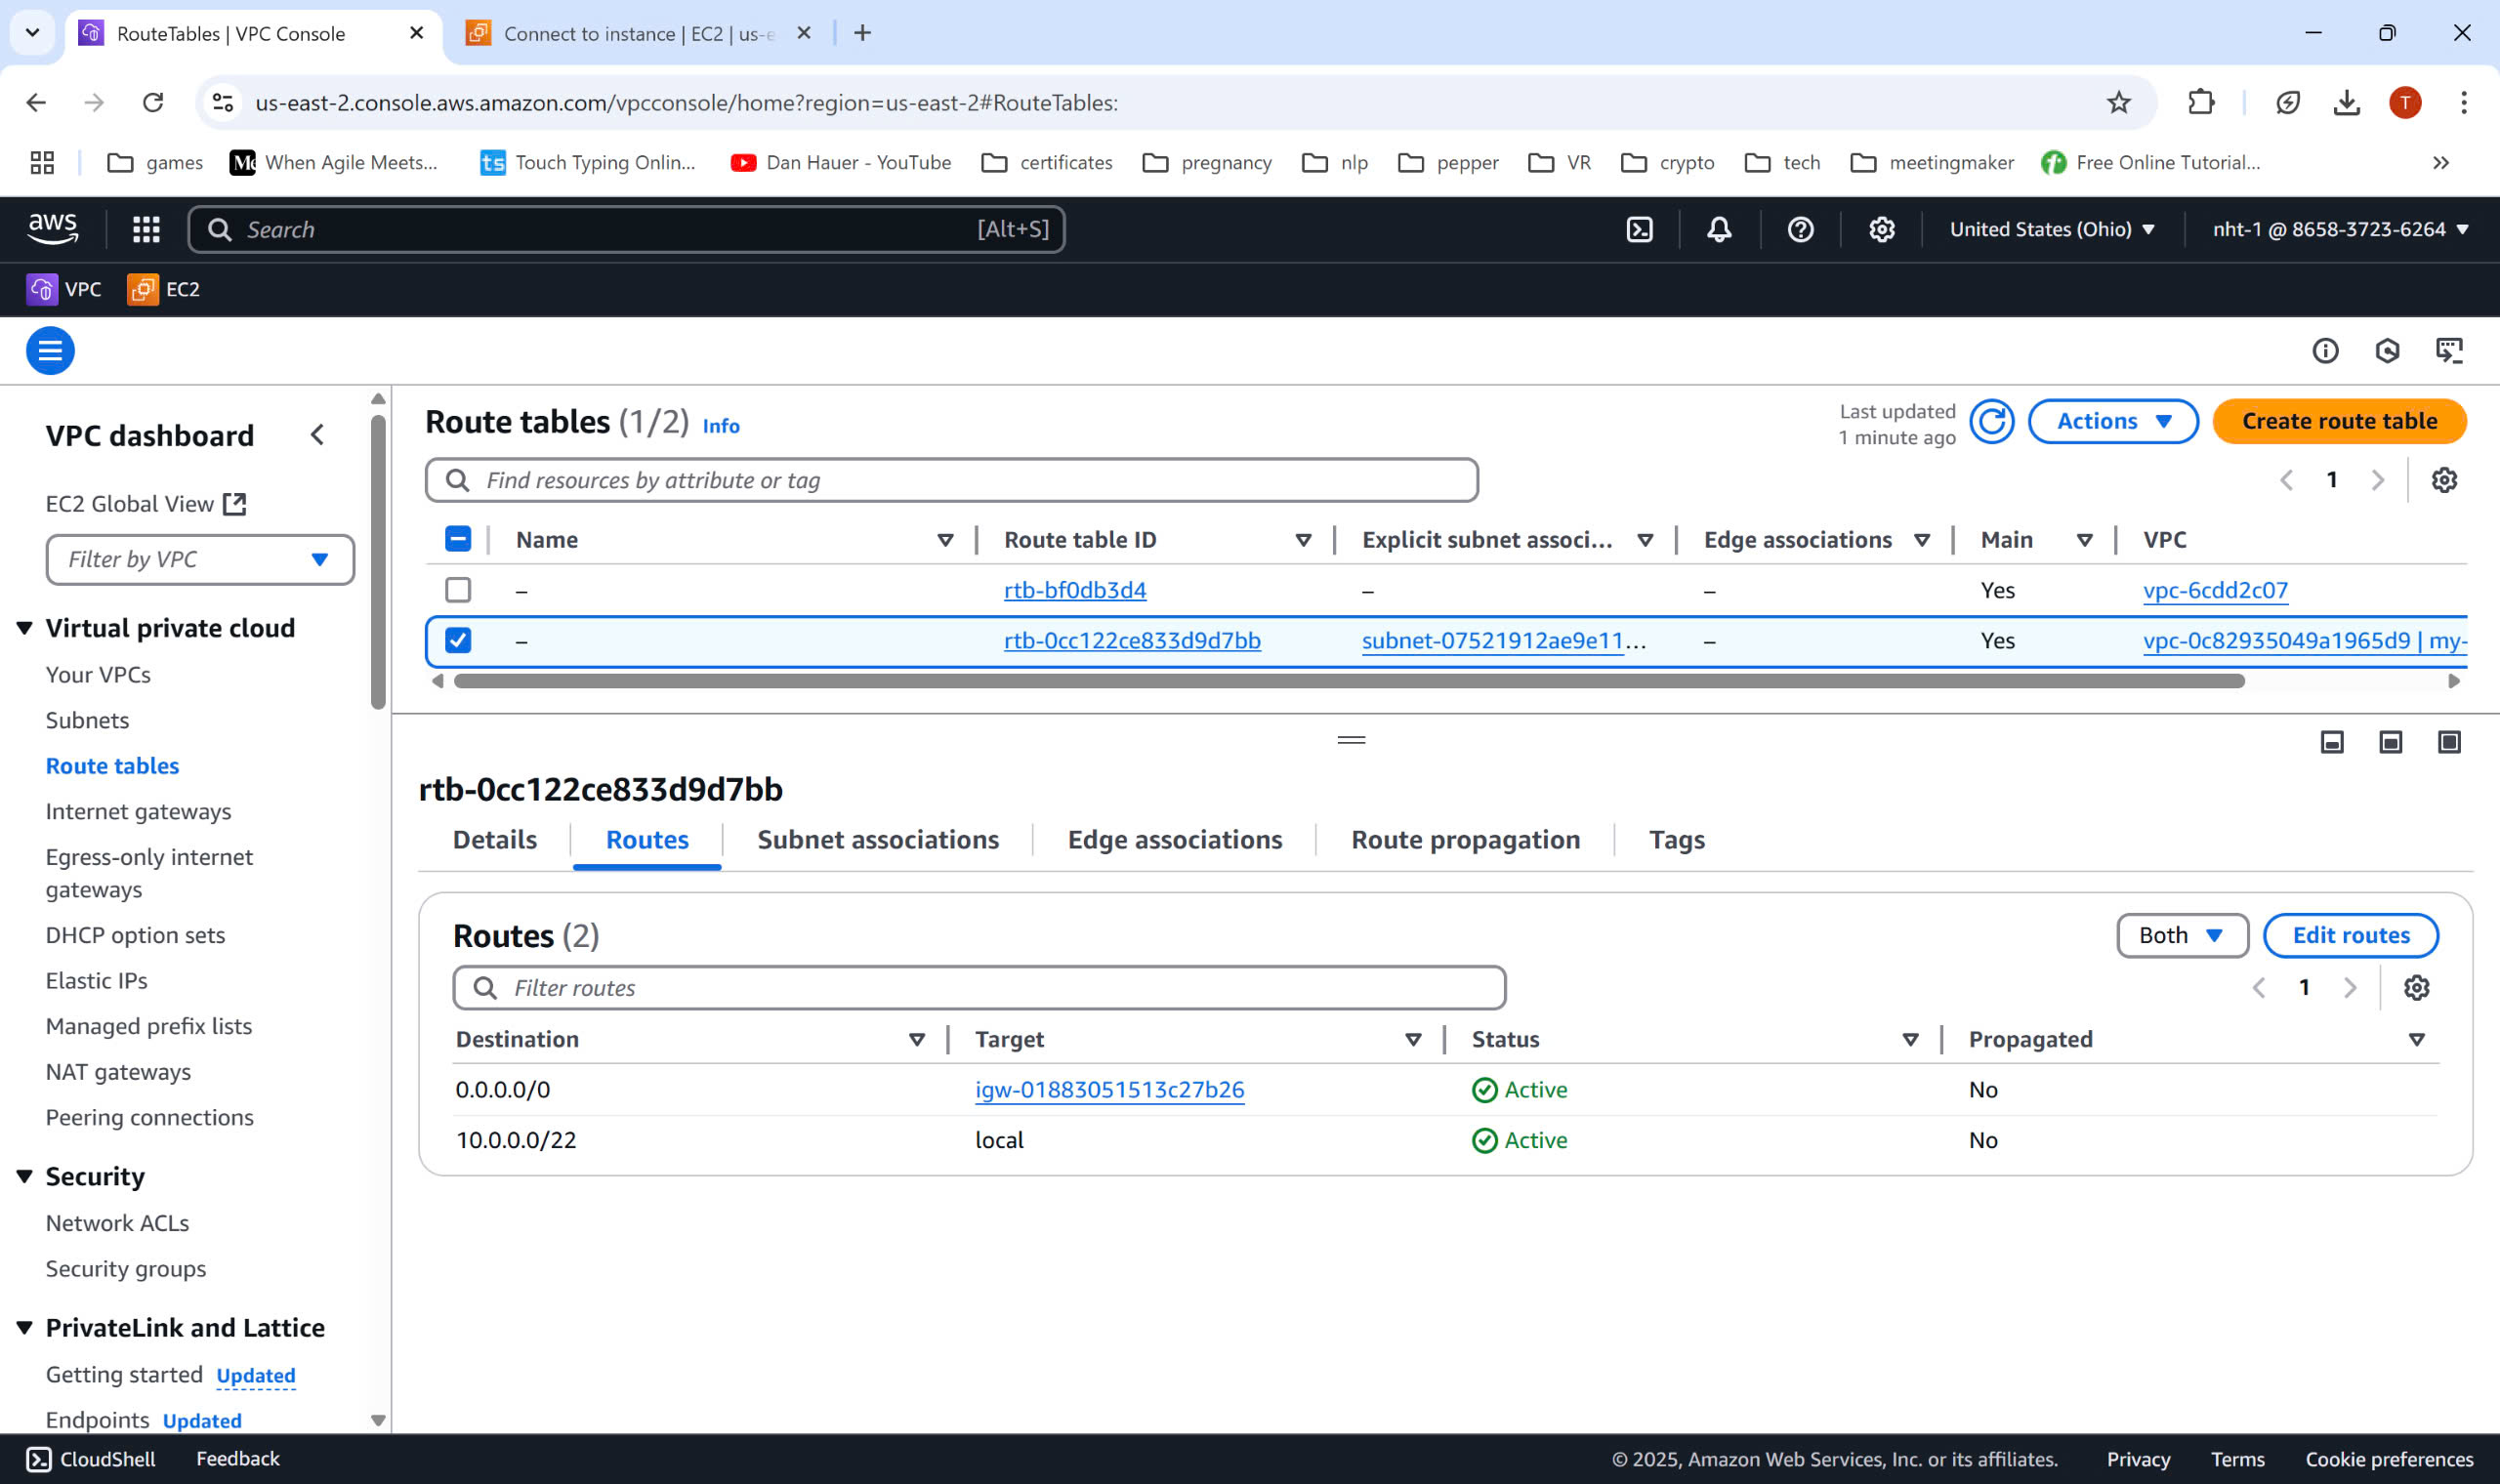 RouteTables | VPC Console
Connect to instance | EC2 | us-e
us-east-2.console.aws.amazon.com/vpcconsole/home?region=us-east-2#RouteTables:
T
games
Me When Agile Meets...
ts Touch Typing Onlin...
Dan Hauer - YouTube
certificates
pregnancy
nlp
pepper
VR
crypto
tech
meetingmaker
Free Online Tutorial...
aws
Search
[Alt+S]
United States (Ohio)
nht-1 @ 8658-3723-6264
VPC
EC2
VPC dashboard
EC2 Global View
Filter by VPC
Virtual private cloud
Your VPCs
Subnets
Route tables
Internet gateways
Egress-only internet
gateways
DHCP option sets
Elastic IPs
Managed prefix lists
NAT gateways
Peering connections
Security
Network ACLs
Security groups
PrivateLink and Lattice
Getting started Updated
Endpoints Updated
Route tables (1/2) Info
Last updated
1 minute ago
Actions
Create route table
Find resources by attribute or tag
1
Name Route table ID Explicit subnet associ... Edge associations Main VPC
– rtb-bf0db3d4 – – Yes vpc-6cdd2c07
– rtb-0cc122ce833d9d7bb subnet-07521912ae9e11... – Yes vpc-0c82935049a1965d9 | my-
rtb-0cc122ce833d9d7bb
Details Routes Subnet associations Edge associations Route propagation Tags
Routes (2)
Both
Edit routes
Filter routes
1
Destination Target Status Propagated
0.0.0.0/0 igw-01883051513c27b26 Active No
10.0.0.0/22 local Active No
CloudShell Feedback
© 2025, Amazon Web Services, Inc. or its affiliates. Privacy Terms Cookie preferences